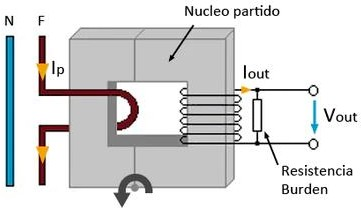 Nucleo partido
N
F
Ip
Iout
Vout
Resistencia
Burden